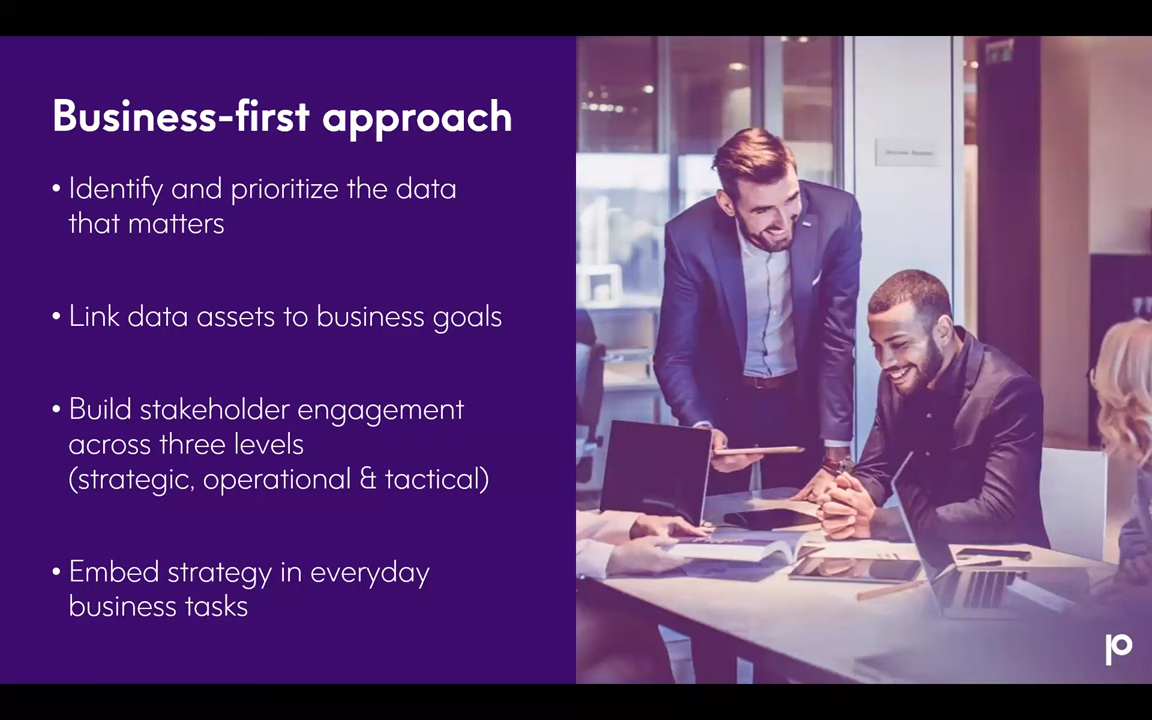 Business-first approach
• Identify and prioritize the data
that matters
• Link data assets to business goals
• Build stakeholder engagement
across three levels
(strategic, operational & tactical)
• Embed strategy in everyday
business tasks